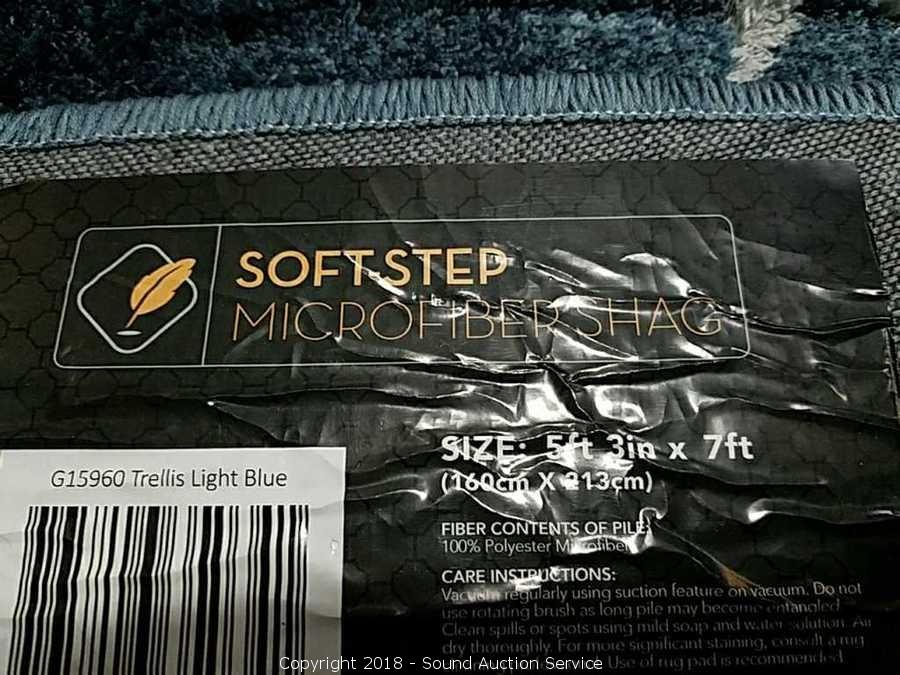 SOFTSTEP
MICROFIBER SHAG
SIZE: 5ft 3in x 7ft
(160cm X 213cm)
G15960 Trellis Light Blue
FIBER CONTENTS OF PILE:
100% Polyester Microfiber
CARE INSTRUCTIONS:
Vacuum regularly using suction feature on vacuum. Do not
use rotating brush as long pile may become entangled
Clean spills or spots using mild soap and water solution. Air
dry thoroughly. For more significant staining, consult a rug
Use of rug pad is recommended.
Copyright 2018 - Sound Auction Service